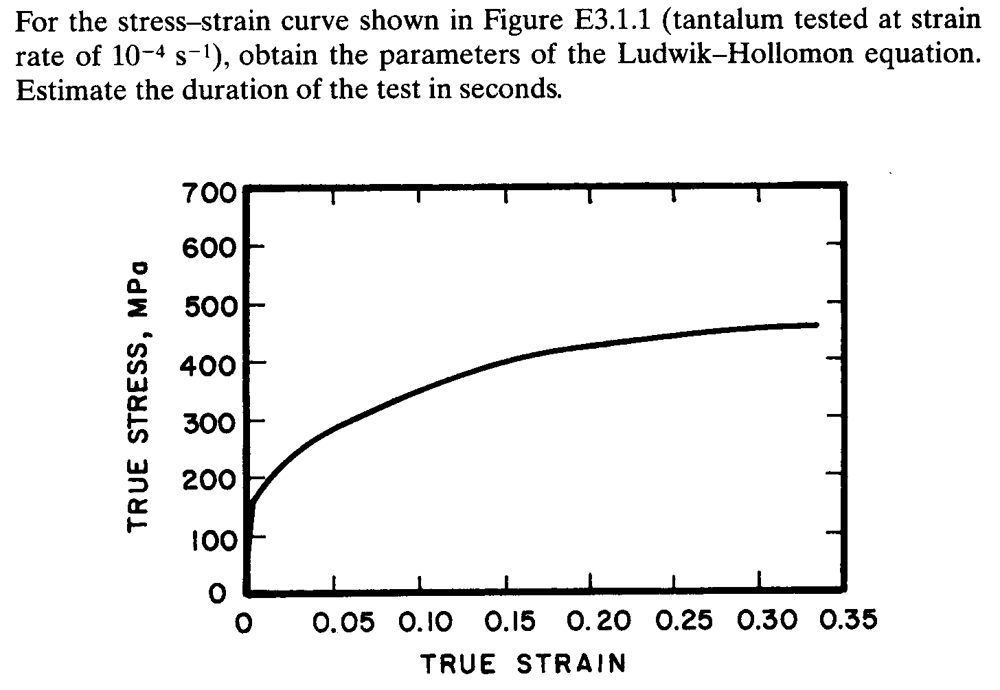 For the stress–strain curve shown in Figure E3.1.1 (tantalum tested at strain
rate of 10⁻⁴ s⁻¹), obtain the parameters of the Ludwik–Hollomon equation.
Estimate the duration of the test in seconds.
700
600
500
400
300
200
100
0
TRUE STRESS, MPa
0 0.05 0.10 0.15 0.20 0.25 0.30 0.35
TRUE STRAIN